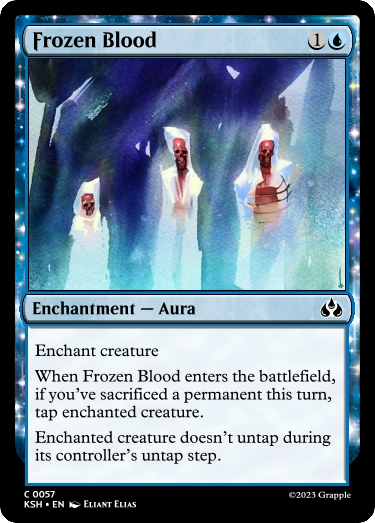 Frozen Blood 1
Enchantment — Aura
Enchant creature
When Frozen Blood enters the battlefield,
if you've sacrificed a permanent this turn,
tap enchanted creature.
Enchanted creature doesn't untap during
its controller's untap step.
C 0057
KSH • EN Eliant Elias
©2023 Grapple